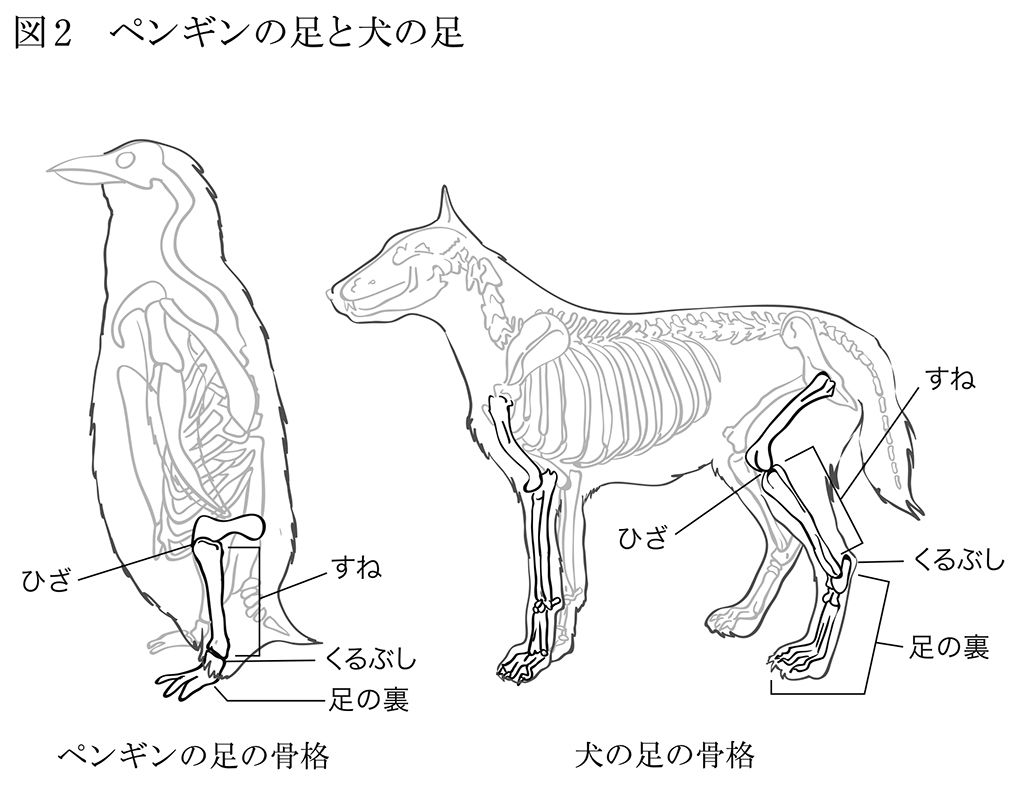 図2 ペンギンの足と犬の足
ひざ
すね
くるぶし
足の裏
ペンギンの足の骨格
すね
ひざ
くるぶし
足の裏
犬の足の骨格